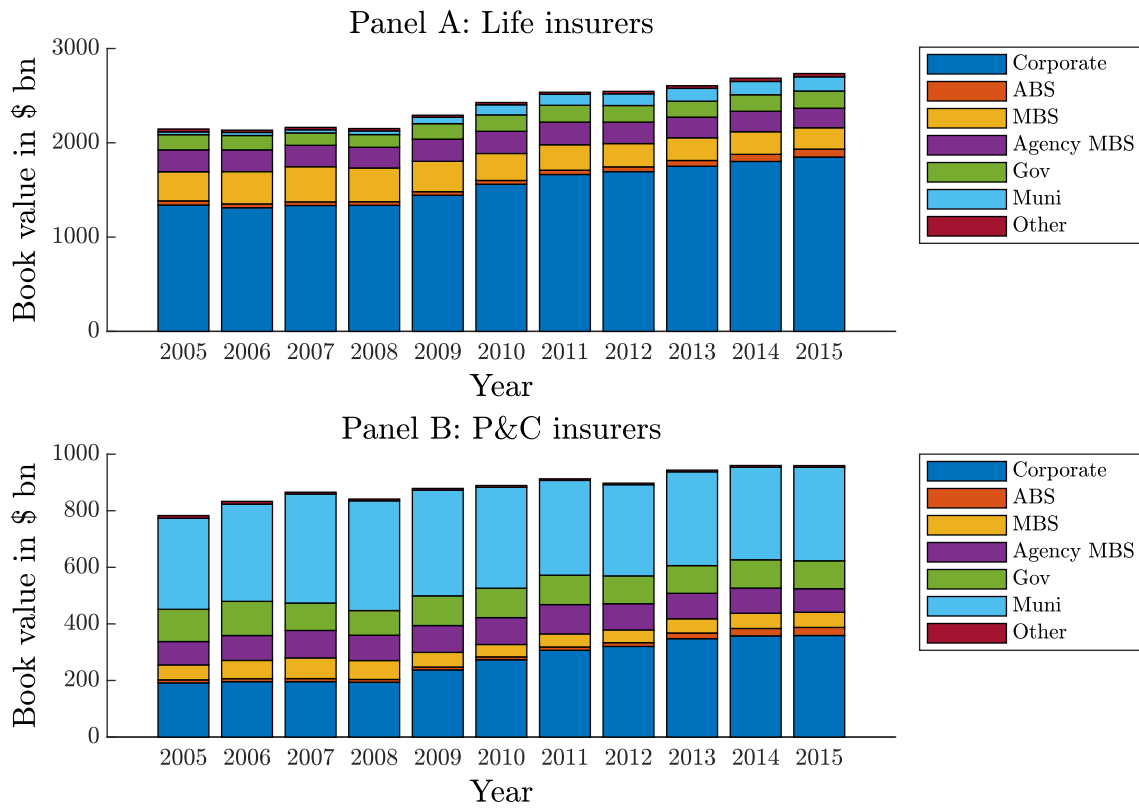 Panel A: Life insurers
3000
2000
1000
0
Book value in $ bn
2005 2006 2007 2008 2009 2010 2011 2012 2013 2014 2015
Year
Corporate
ABS
MBS
Agency MBS
Gov
Muni
Other
Panel B: P&C insurers
1000
800
600
400
200
0
Book value in $ bn
2005 2006 2007 2008 2009 2010 2011 2012 2013 2014 2015
Year
Corporate
ABS
MBS
Agency MBS
Gov
Muni
Other